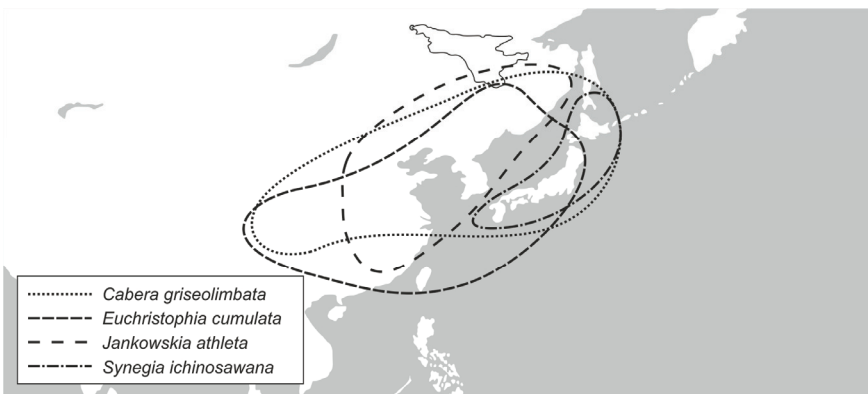 Cabera griseolimbata
Euchristophia cumulata
Jankowskia athleta
Synegia ichinosawana